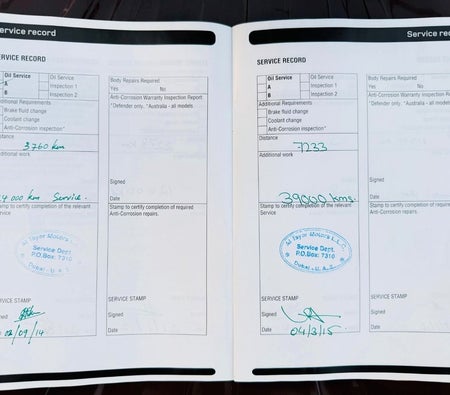 ervice record
ERVICE RECORD
Oil Service
A
B
Oil Service
Inspection 1
Inspection 2
dditional Requirements
Brake fluid change
Coolant change
Anti-Corrosion inspection*
Distance
3760 km
Additional work
4.000 km Service.
Stamp to certify completion of the relevant
Service
Al Tayer Motors L.L.C.
Service Dept.
P.O.Box: 7310
Dubai - U.A.E
SERVICE STAMP
Signed
Date
02/09/14
Body Repairs Required
Yes No
Anti-Corrosion Warranty Inspection Report
*Defender only, *Australia - all models
Signed
Date
Stamp to certify completion of required
Anti-Corrosion repairs.
SERVICE STAMP
Signed
Date
Service rec
SERVICE RECORD
Oil Service
A
B
Oil Service
Inspection 1
Inspection 2
Additional Requirements
Brake fluid change
Coolant change
Anti-Corrosion inspection*
Distance
7233
Additional work
39000 kms.
Stamp to certify completion of the relevant
Service
Al Tayer Motors L.L.C.
Service Dept.
P.O.Box: 7310
Dubai - U.A.E
SERVICE STAMP
Signed
Date
04/3/15
Body Repairs Required
Yes No
Anti-Corrosion Warranty Inspection Report
*Defender only, *Australia - all models
Signed
Date
Stamp to certify completion of required
Anti-Corrosion repairs.
SERVICE STAMP
Signed
Date